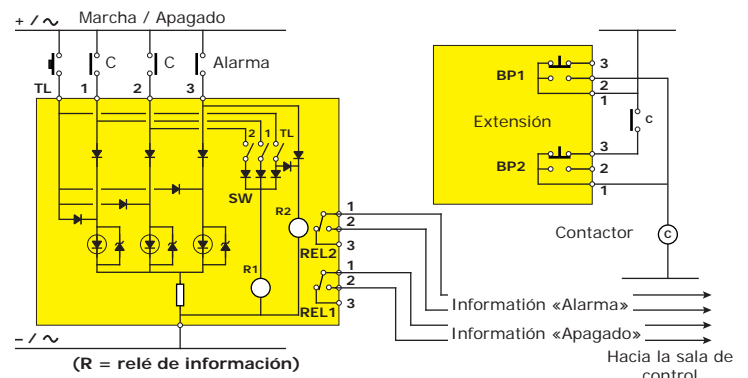 + / ∿ Marcha / Apagado
C C Alarma
TL 1 2 3
2 1 TL
SW
R2
R1
REL2
1
2
3
REL1
1
2
3
− / ∿
(R = relé de información)
BP1
3
2
1
Extensión
C
BP2
3
2
1
Contactor C
Informatión «Alarma»
Informatión «Apagado»
Hacia la sala de
control